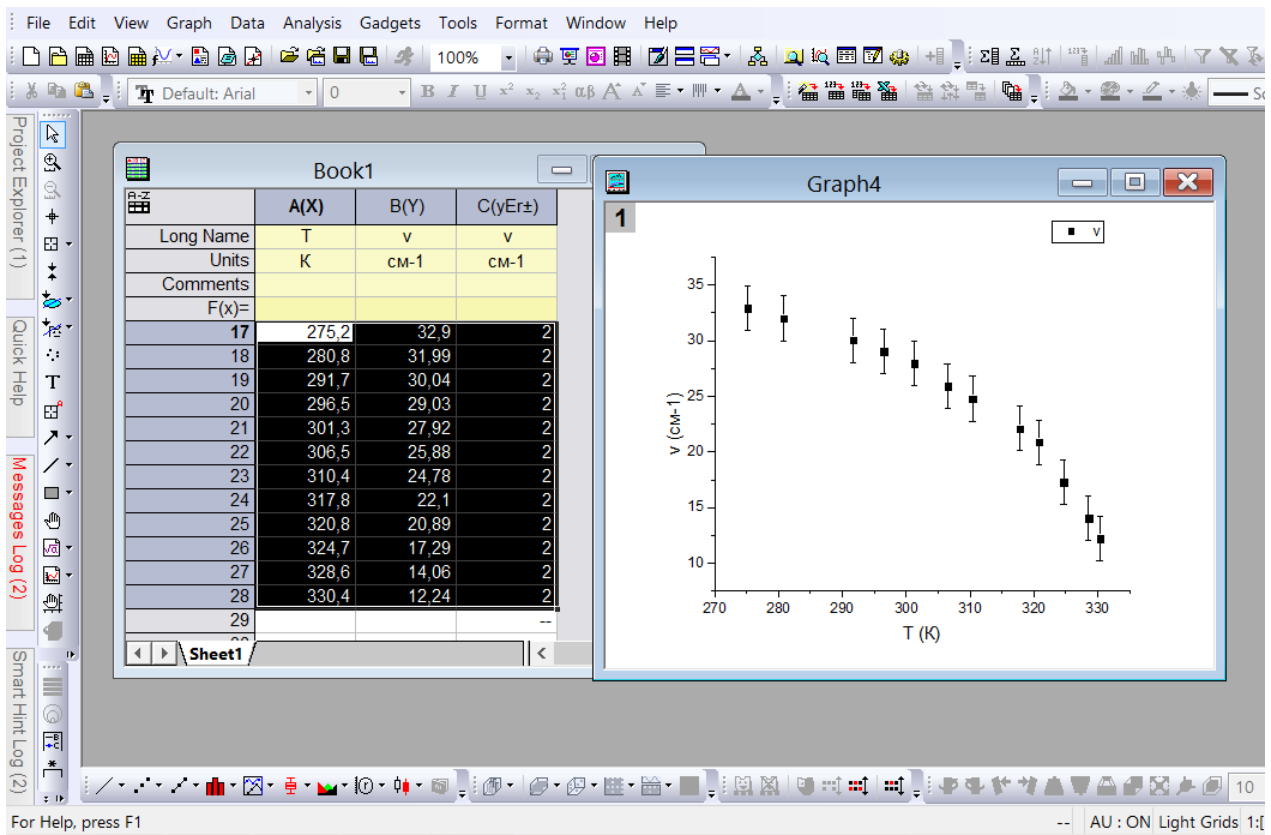 File Edit View Graph Data Analysis Gadgets Tools Format Window Help
100%
Default: Arial 0 B I U x² x₂ αβ A A A
Project Explorer (1)
Quick Help
Messages Log (2)
Smart Hint Log (2)
Book1
A(X) B(Y) C(yEr±)
Long Name T ν ν
Units К см-1 см-1
Comments
F(x)=
17 275,2 32,9 2
18 280,8 31,99 2
19 291,7 30,04 2
20 296,5 29,03 2
21 301,3 27,92 2
22 306,5 25,88 2
23 310,4 24,78 2
24 317,8 22,1 2
25 320,8 20,89 2
26 324,7 17,29 2
27 328,6 14,06 2
28 330,4 12,24 2
29 --
Sheet1
Graph4
1
ν
35
30
25
20
15
10
ν (см-1)
270 280 290 300 310 320 330
T (К)
10
For Help, press F1 -- AU : ON Light Grids 1:[